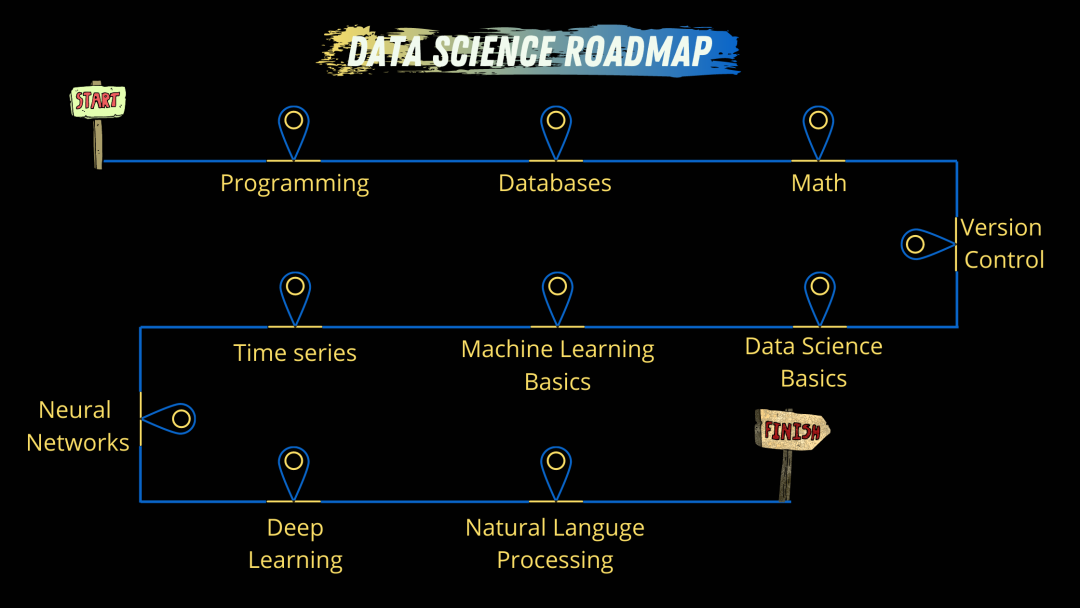 DATA SCIENCE ROADMAP
START
Programming
Databases
Math
Version
Control
Data Science
Basics
Machine Learning
Basics
Time series
Neural
Networks
Deep
Learning
Natural Languge
Processing
FINISH